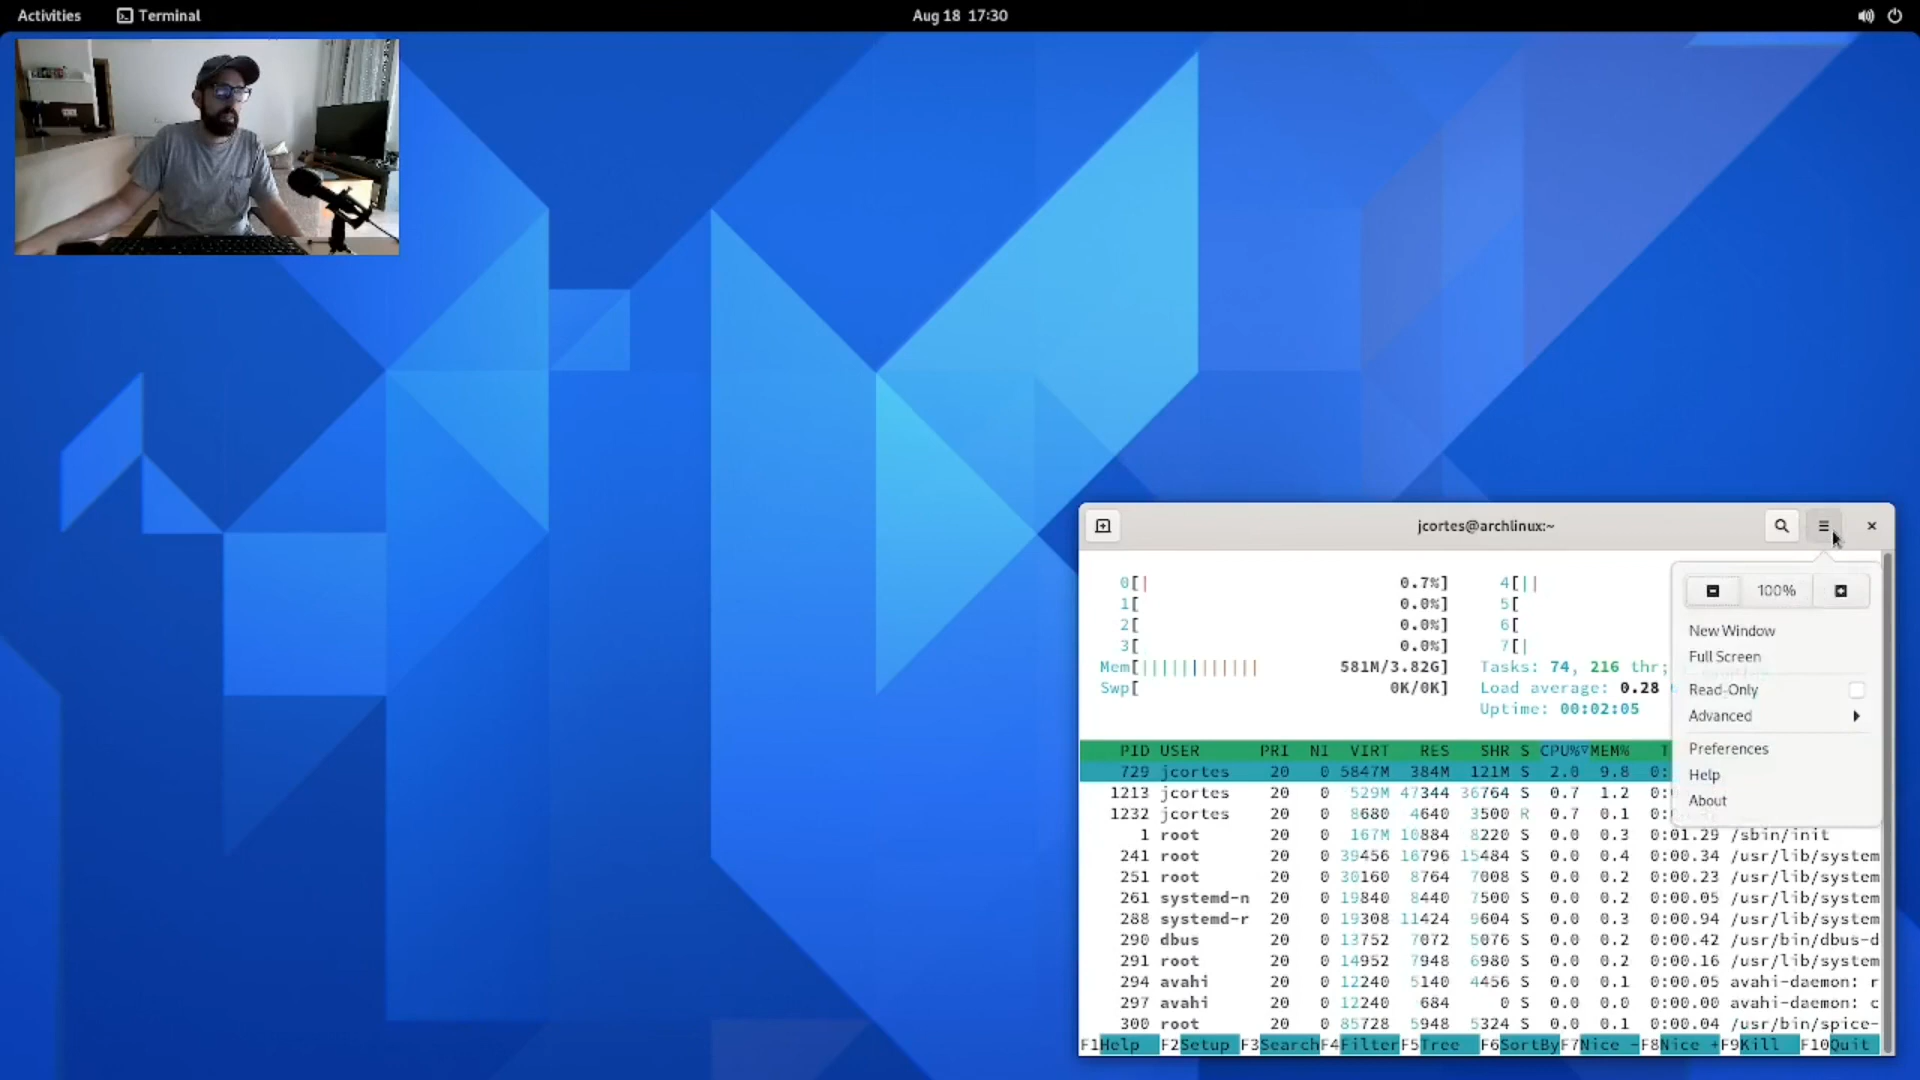 Activities Terminal Aug 18 17:30
jcortes@archlinux:~
0[| 0.7%] 4[||
1[ 0.0%] 5[
2[ 0.0%] 6[
3[ 0.0%] 7[|
Mem[||||||||||||| 581M/3.82G] Tasks: 74, 216 thr;
Swp[ 0K/0K] Load average: 0.28
Uptime: 00:02:05
100%
New Window
Full Screen
Read-Only
Advanced
Preferences
Help
About
PID USER PRI NI VIRT RES SHR S CPU%▽MEM% T
729 jcortes 20 0 5847M 384M 121M S 2.0 9.8 0:
1213 jcortes 20 0 529M 47344 36764 S 0.7 1.2 0:
1232 jcortes 20 0 8680 4640 3500 R 0.7 0.1 0:
1 root 20 0 167M 10884 8220 S 0.0 0.3 0:01.29 /sbin/init
241 root 20 0 39456 16796 15484 S 0.0 0.4 0:00.34 /usr/lib/system
251 root 20 0 30160 8764 7008 S 0.0 0.2 0:00.23 /usr/lib/system
261 systemd-n 20 0 19840 8440 7500 S 0.0 0.2 0:00.05 /usr/lib/system
288 systemd-r 20 0 19308 11424 9604 S 0.0 0.3 0:00.94 /usr/lib/system
290 dbus 20 0 13752 7072 5076 S 0.0 0.2 0:00.42 /usr/bin/dbus-d
291 root 20 0 14952 7948 6980 S 0.0 0.2 0:00.16 /usr/lib/system
294 avahi 20 0 12240 5140 4456 S 0.0 0.1 0:00.05 avahi-daemon: r
297 avahi 20 0 12240 684 0 S 0.0 0.0 0:00.00 avahi-daemon: c
300 root 20 0 85728 5948 5324 S 0.0 0.1 0:00.04 /usr/bin/spice-
F1Help F2Setup F3SearchF4FilterF5Tree F6SortByF7Nice -F8Nice +F9Kill F10Quit